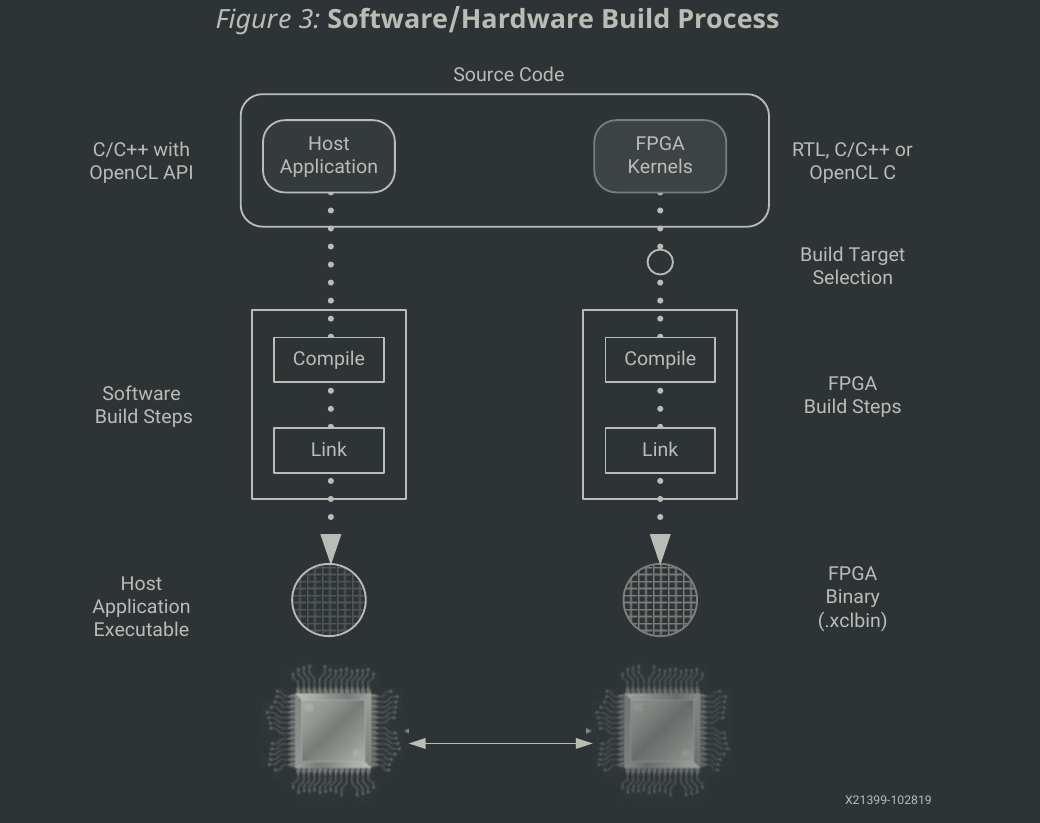 Figure 3: Software/Hardware Build Process
Source Code
C/C++ with
OpenCL API
Host
Application
FPGA
Kernels
RTL, C/C++ or
OpenCL C
Build Target
Selection
Software
Build Steps
Compile
Link
Compile
Link
FPGA
Build Steps
Host
Application
Executable
FPGA
Binary
(.xclbin)
X21399-102819